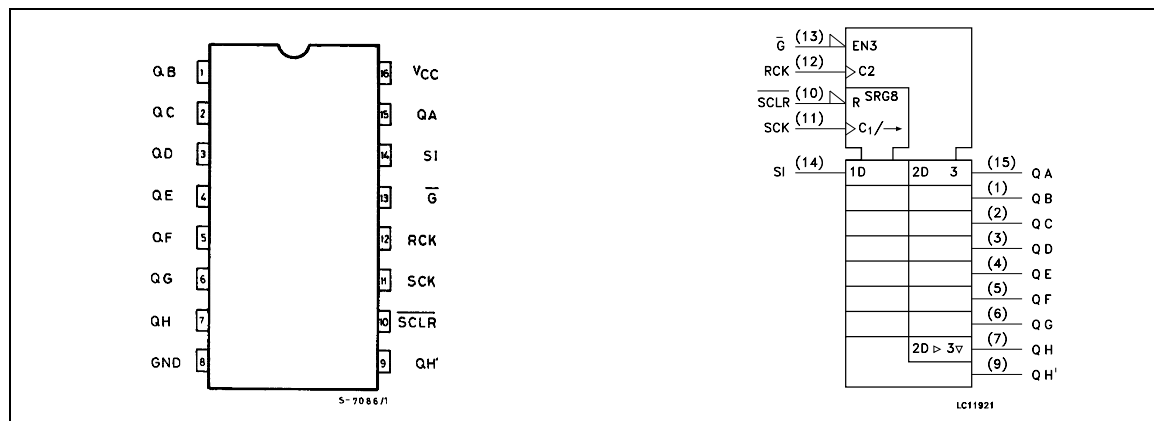 QB 1 16 VCC
QC 2 15 QA
QD 3 14 SI
QE 4 13 G̅
QF 5 12 RCK
QG 6 11 SCK
QH 7 10 S̅C̅L̅R̅
GND 8 9 QH'
S-7086/1
G̅ (13) EN3
RCK (12) C2
S̅C̅L̅R̅ (10) R SRG8
SCK (11) C1/→
SI (14) 1D 2D 3 (15) QA
(1) QB
(2) QC
(3) QD
(4) QE
(5) QF
(6) QG
2D ▷ 3▽ (7) QH
(9) QH'
LC11921